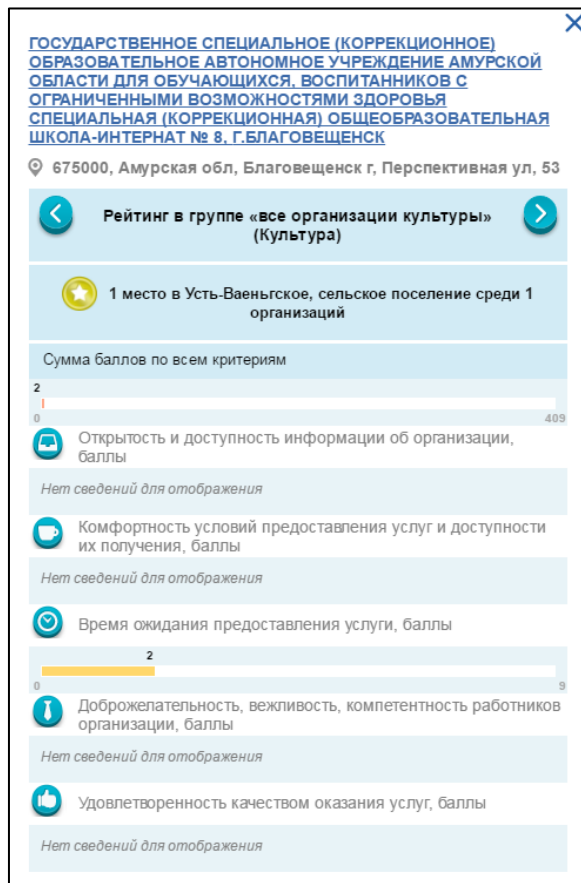 ГОСУДАРСТВЕННОЕ СПЕЦИАЛЬНОЕ (КОРРЕКЦИОННОЕ)
ОБРАЗОВАТЕЛЬНОЕ АВТОНОМНОЕ УЧРЕЖДЕНИЕ АМУРСКОЙ
ОБЛАСТИ ДЛЯ ОБУЧАЮЩИХСЯ, ВОСПИТАННИКОВ С
ОГРАНИЧЕННЫМИ ВОЗМОЖНОСТЯМИ ЗДОРОВЬЯ
СПЕЦИАЛЬНАЯ (КОРРЕКЦИОННАЯ) ОБЩЕОБРАЗОВАТЕЛЬНАЯ
ШКОЛА-ИНТЕРНАТ № 8, Г.БЛАГОВЕЩЕНСК
675000, Амурская обл, Благовещенск г, Перспективная ул, 53
Рейтинг в группе «все организации культуры»
(Культура)
1 место в Усть-Ваеньгское, сельское поселение среди 1
организаций
Сумма баллов по всем критериям
2
0 409
Открытость и доступность информации об организации,
баллы
Нет сведений для отображения
Комфортность условий предоставления услуг и доступности
их получения, баллы
Нет сведений для отображения
Время ожидания предоставления услуги, баллы
2
0 9
Доброжелательность, вежливость, компетентность работников
организации, баллы
Нет сведений для отображения
Удовлетворенность качеством оказания услуг, баллы
Нет сведений для отображения